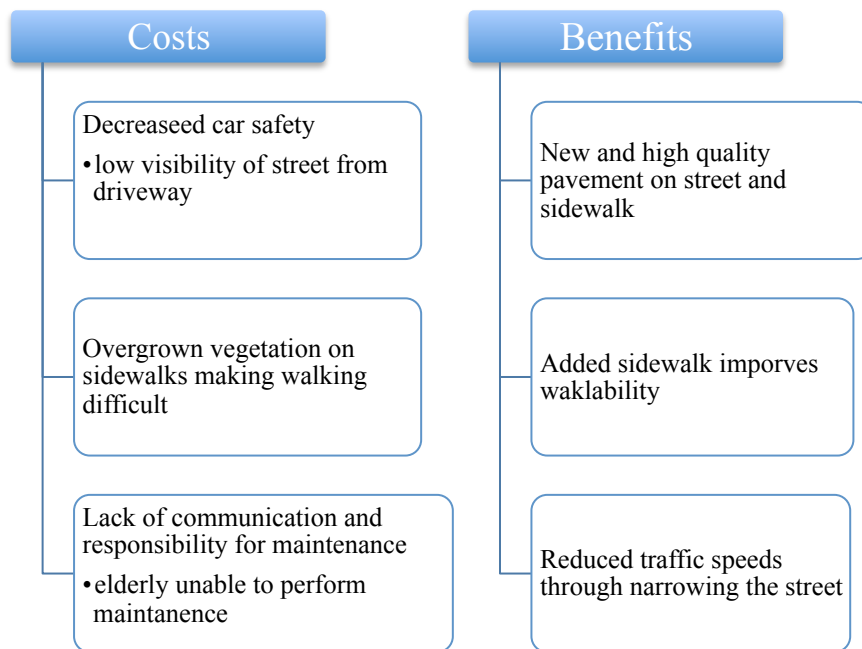 Costs
Decreaseed car safety
•low visibility of street from
driveway
Overgrown vegetation on
sidewalks making walking
difficult
Lack of communication and
responsibility for maintenance
•elderly unable to perform
maintanence
Benefits
New and high quality
pavement on street and
sidewalk
Added sidewalk imporves
waklability
Reduced traffic speeds
through narrowing the street